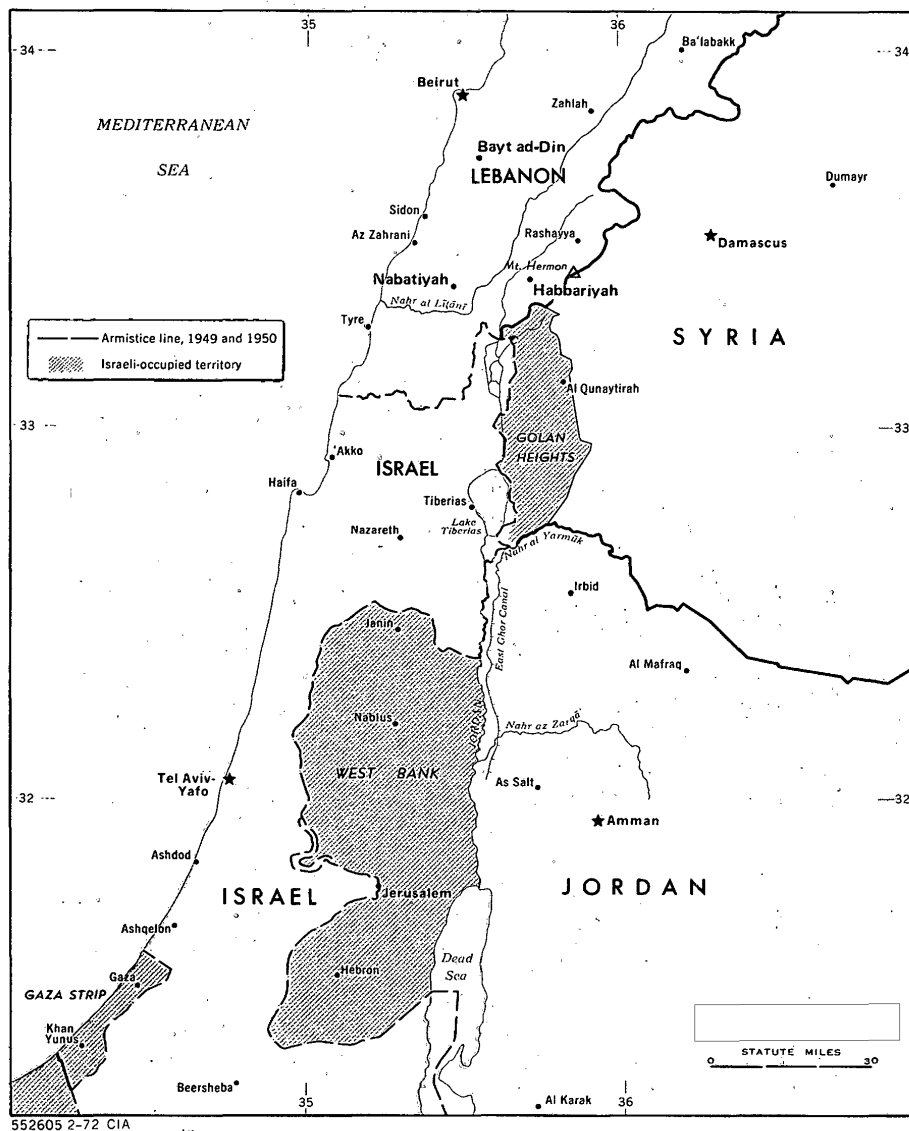 35
36
34
34
Ba'labakk
Beirut
Zahlah
MEDITERRANEAN
SEA
Bayt ad-Din
LEBANON
Dumayr
Sidon
Az Zahrani
Rashayya
Damascus
Mt. Hermon
Nabatiyah
Habbariyah
Nahr al Līţānī
Tyre
SYRIA
Armistice line, 1949 and 1950
Israeli-occupied territory
Al Qunaytirah
33
33
GOLAN
HEIGHTS
'Akko
ISRAEL
Haifa
Tiberias
Lake
Tiberias
Nazareth
Nahr al Yarmūk
Irbid
East Ghor Canal
Janin
Al Mafraq
Nablus
JORDAN
Nahr az Zarqā'
WEST BANK
Tel Aviv-
Yafo
As Salt
32
32
Amman
Ashdod
ISRAEL
Jerusalem
JORDAN
Ashqelon
Dead
Sea
Hebron
Gaza
GAZA STRIP
Khan
Yunus
STATUTE MILES
0 30
Beersheba
Al Karak
35
36
552605 2-72 CIA